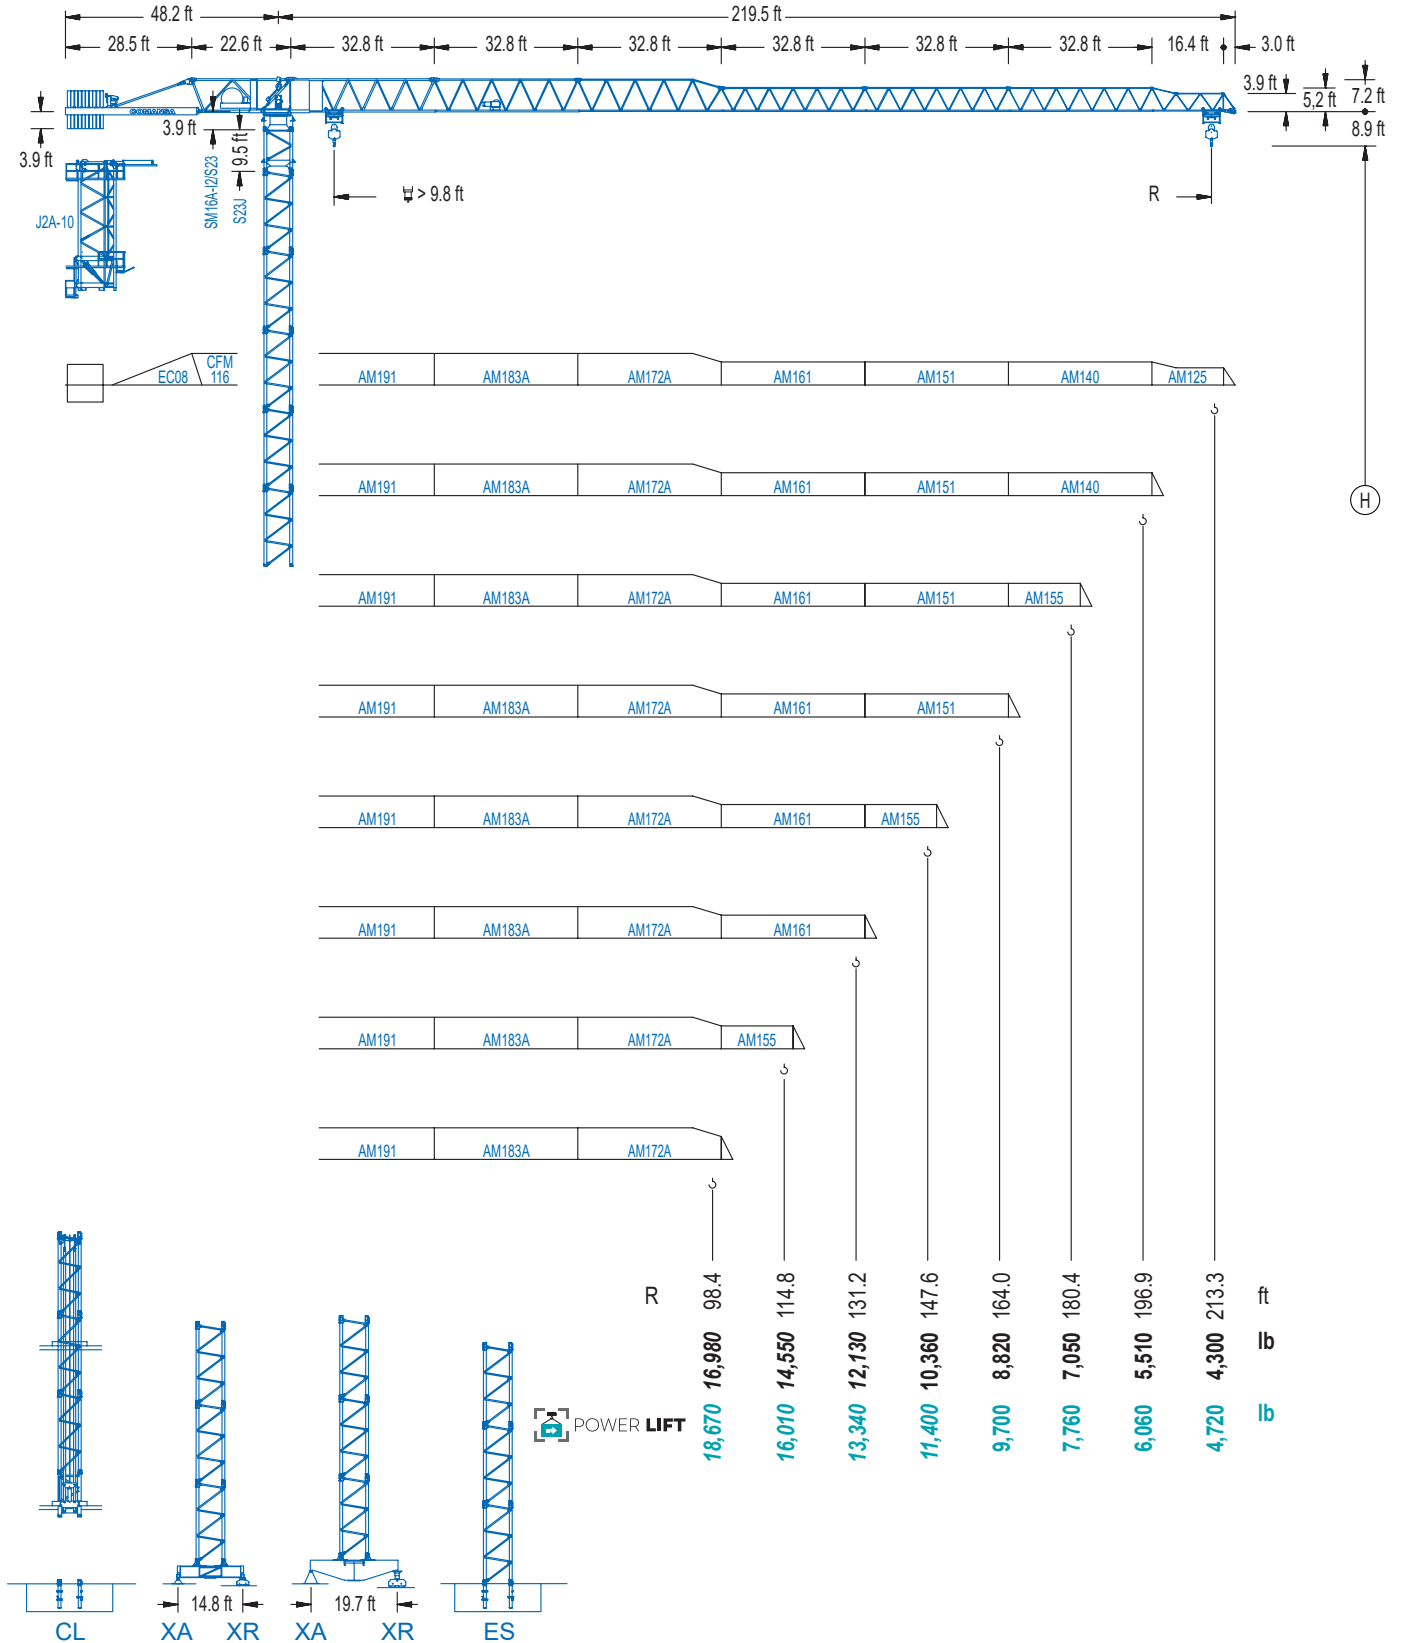 48.2 ft 219.5 ft
28.5 ft 22.6 ft 32.8 ft 32.8 ft 32.8 ft 32.8 ft 32.8 ft 32.8 ft 16.4 ft 3.0 ft
3.9 ft 5,2 ft 7.2 ft
COMANSA
3.9 ft 8.9 ft
3.9 ft 9.5 ft
SM16A-I2/S23 S23J
> 9.8 ft R
J2A-10
H
EC08 CFM 116 AM191 AM183A AM172A AM161 AM151 AM140 AM125
AM191 AM183A AM172A AM161 AM151 AM140
AM191 AM183A AM172A AM161 AM151 AM155
AM191 AM183A AM172A AM161 AM151
AM191 AM183A AM172A AM161 AM155
AM191 AM183A AM172A AM161
AM191 AM183A AM172A AM155
AM191 AM183A AM172A
R 98.4 114.8 131.2 147.6 164.0 180.4 196.9 213.3 ft
16,980 14,550 12,130 10,360 8,820 7,050 5,510 4,300 lb
POWER LIFT 18,670 16,010 13,340 11,400 9,700 7,760 6,060 4,720 lb
14.8 ft 19.7 ft
CL XA XR XA XR ES